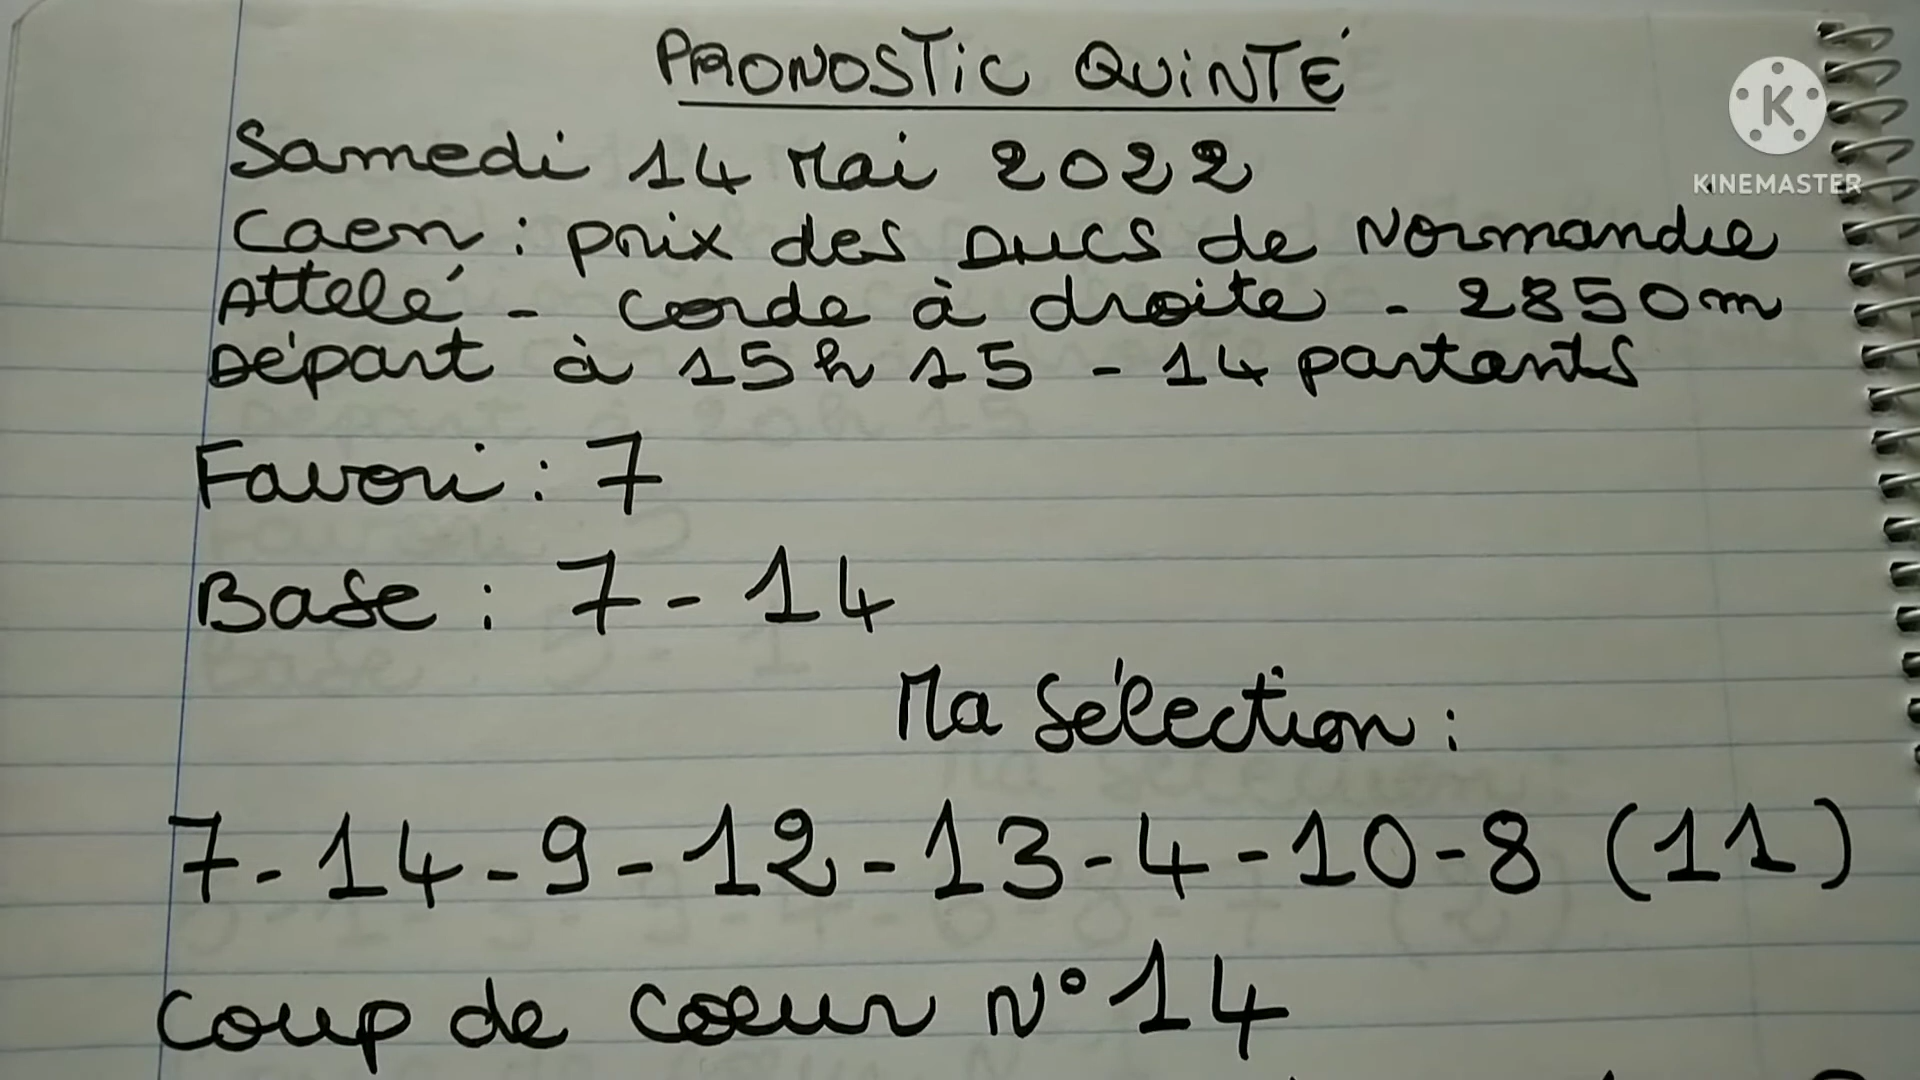 PRONOSTIC QUINTÉ
Samedi 14 Mai 2022
Caen : prix des Ducs de Normandie
Attelé - corde à droite - 2850m
Départ à 15h15 - 14 partants
Favori : 7
Base : 7 - 14
Ma sélection :
7 - 14 - 9 - 12 - 13 - 4 - 10 - 8 (11)
Coup de coeur N° 14
K
KINEMASTER